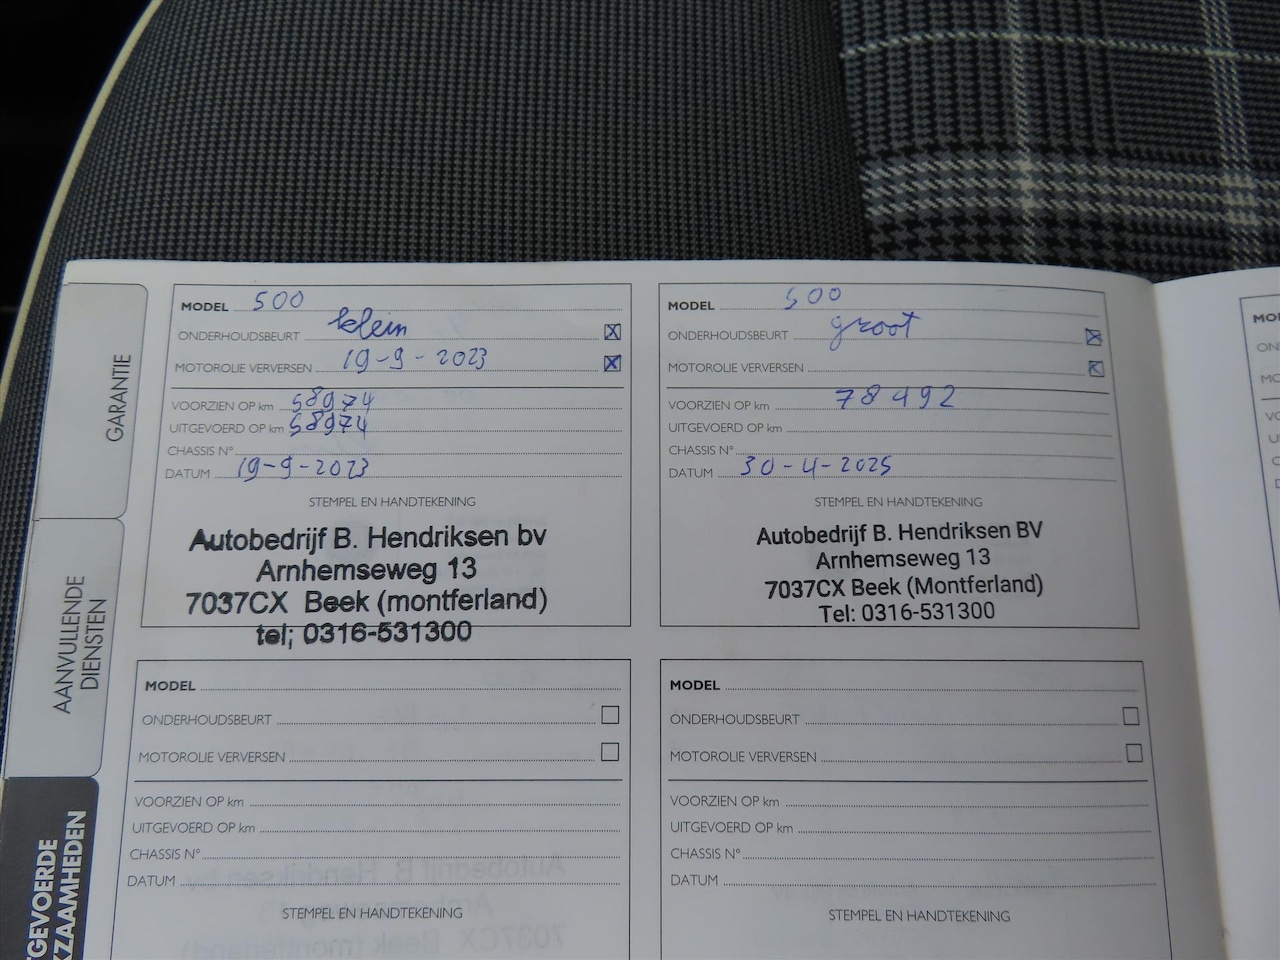 GARANTIE
AANVULLENDE
DIENSTEN
TGEVOERDE
KZAAMHEDEN
MODEL 500
ONDERHOUDSBEURT klein
MOTOROLIE VERVERSEN 19-9-2023
VOORZIEN OP km 58974
UITGEVOERD OP km 58974
CHASSIS N°
DATUM 19-9-2023
STEMPEL EN HANDTEKENING
Autobedrijf B. Hendriksen bv
Arnhemseweg 13
7037CX Beek (montferland)
tel; 0316-531300
MODEL 500
ONDERHOUDSBEURT groot
MOTOROLIE VERVERSEN
VOORZIEN OP km 78492
UITGEVOERD OP km
CHASSIS N°
DATUM 30-4-2025
STEMPEL EN HANDTEKENING
Autobedrijf B. Hendriksen BV
Arnhemseweg 13
7037CX Beek (Montferland)
Tel: 0316-531300
MODEL
ONDERHOUDSBEURT
MOTOROLIE VERVERSEN
VOORZIEN OP km
UITGEVOERD OP km
CHASSIS N°
DATUM
STEMPEL EN HANDTEKENING
MODEL
ONDERHOUDSBEURT
MOTOROLIE VERVERSEN
VOORZIEN OP km
UITGEVOERD OP km
CHASSIS N°
DATUM
STEMPEL EN HANDTEKENING